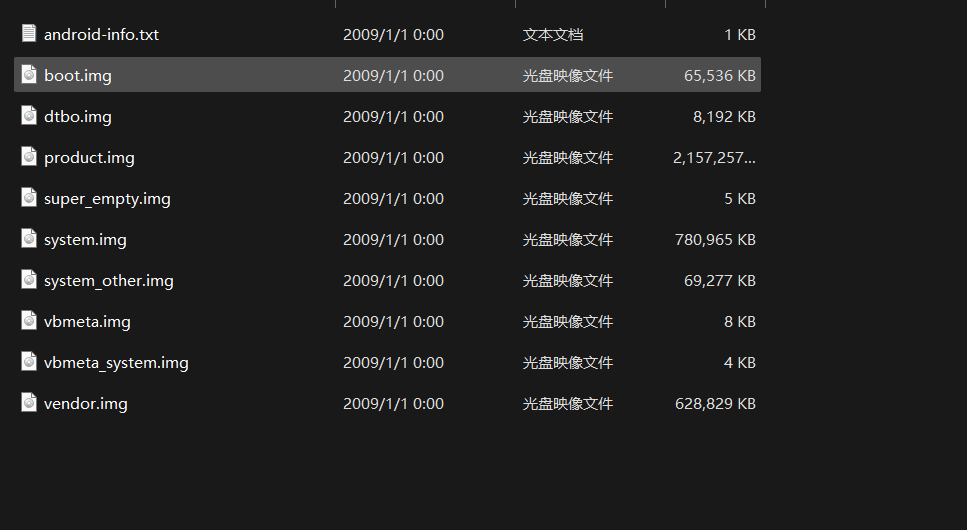 android-info.txt 2009/1/1 0:00 文本文档 1 KB
boot.img 2009/1/1 0:00 光盘映像文件 65,536 KB
dtbo.img 2009/1/1 0:00 光盘映像文件 8,192 KB
product.img 2009/1/1 0:00 光盘映像文件 2,157,257...
super_empty.img 2009/1/1 0:00 光盘映像文件 5 KB
system.img 2009/1/1 0:00 光盘映像文件 780,965 KB
system_other.img 2009/1/1 0:00 光盘映像文件 69,277 KB
vbmeta.img 2009/1/1 0:00 光盘映像文件 8 KB
vbmeta_system.img 2009/1/1 0:00 光盘映像文件 4 KB
vendor.img 2009/1/1 0:00 光盘映像文件 628,829 KB